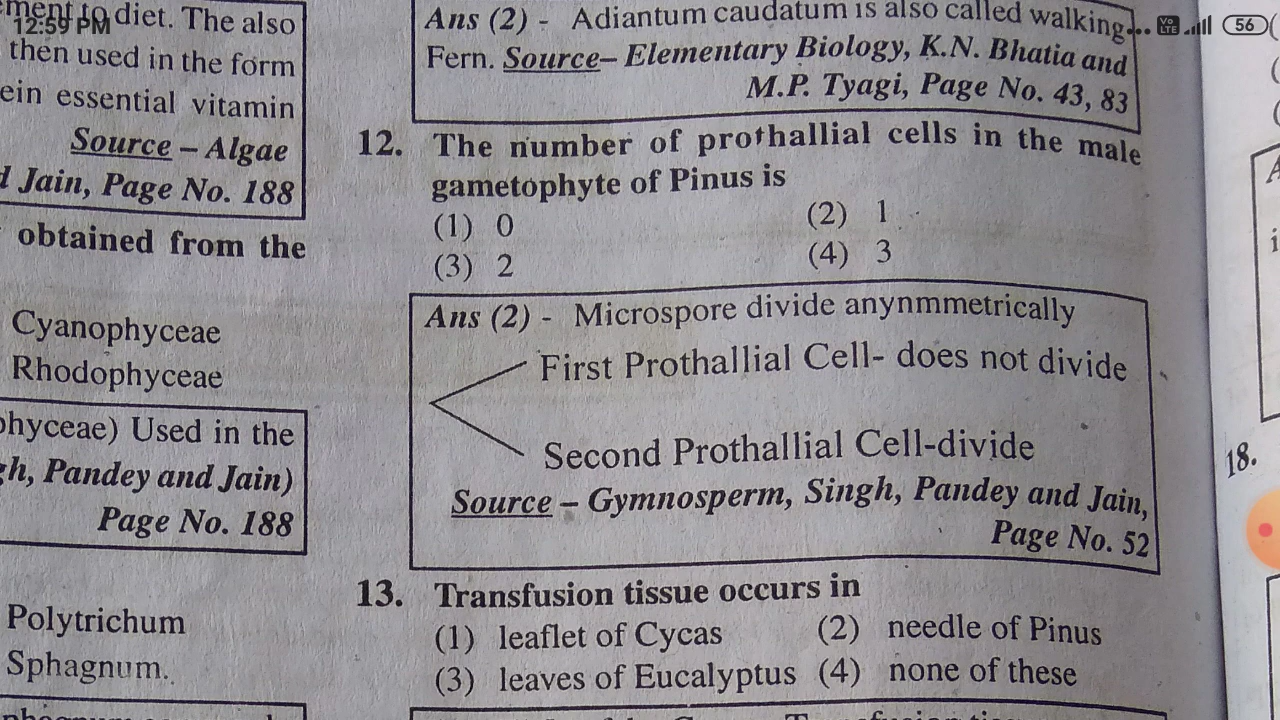 12:59 PM
56
to diet. The also
then used in the form
ein essential vitamin
Source – Algae
d Jain, Page No. 188
obtained from the
Cyanophyceae
Rhodophyceae
phyceae) Used in the
gh, Pandey and Jain)
Page No. 188
Polytrichum
Sphagnum.
Ans (2) - Adiantum caudatum is also called walking...
Fern. Source– Elementary Biology, K.N. Bhatia and
M.P. Tyagi, Page No. 43, 83
12. The number of prothallial cells in the male
gametophyte of Pinus is
(1) 0 (2) 1
(3) 2 (4) 3
Ans (2) - Microspore divide anynmmetrically
First Prothallial Cell- does not divide
Second Prothallial Cell-divide
Source – Gymnosperm, Singh, Pandey and Jain,
Page No. 52
13. Transfusion tissue occurs in
(1) leaflet of Cycas (2) needle of Pinus
(3) leaves of Eucalyptus (4) none of these
18.